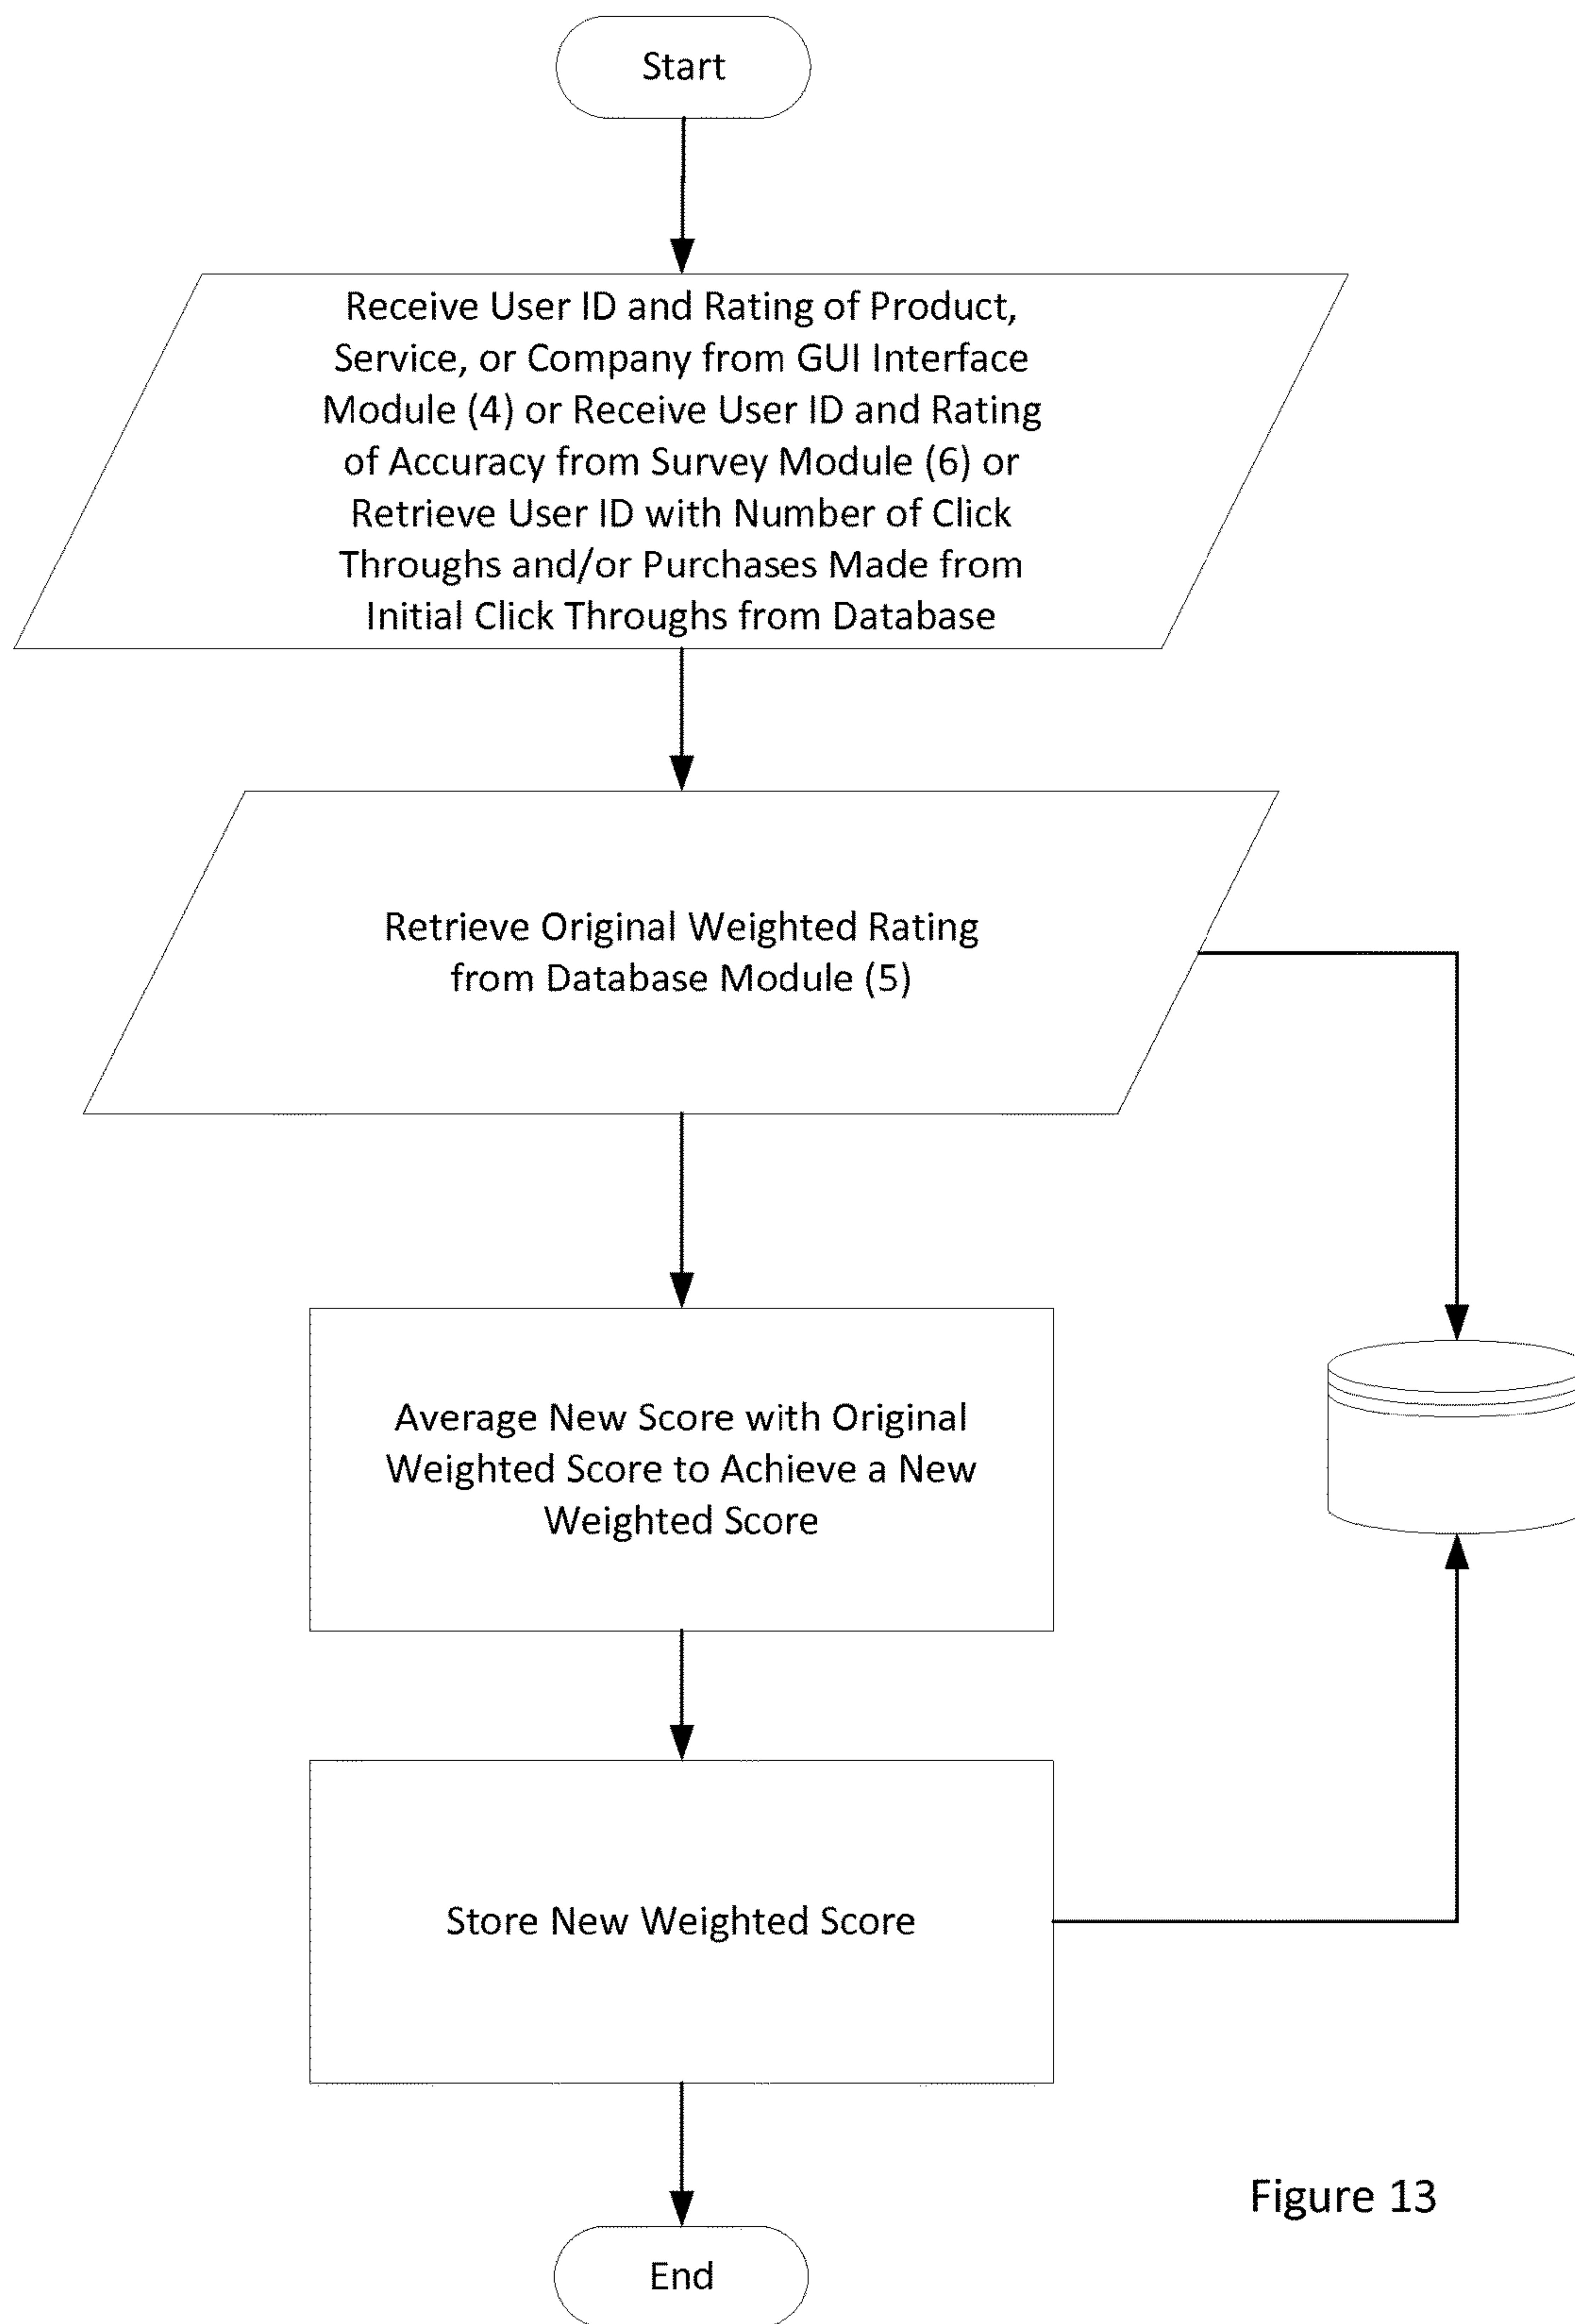 Start
Receive User ID and Rating of Product,
Service, or Company from GUI Interface
Module (4) or Receive User ID and Rating
of Accuracy from Survey Module (6) or
Retrieve User ID with Number of Click
Throughs and/or Purchases Made from
Initial Click Throughs from Database
Retrieve Original Weighted Rating
from Database Module (5)
Average New Score with Original
Weighted Score to Achieve a New
Weighted Score
Store New Weighted Score
Figure 13
End